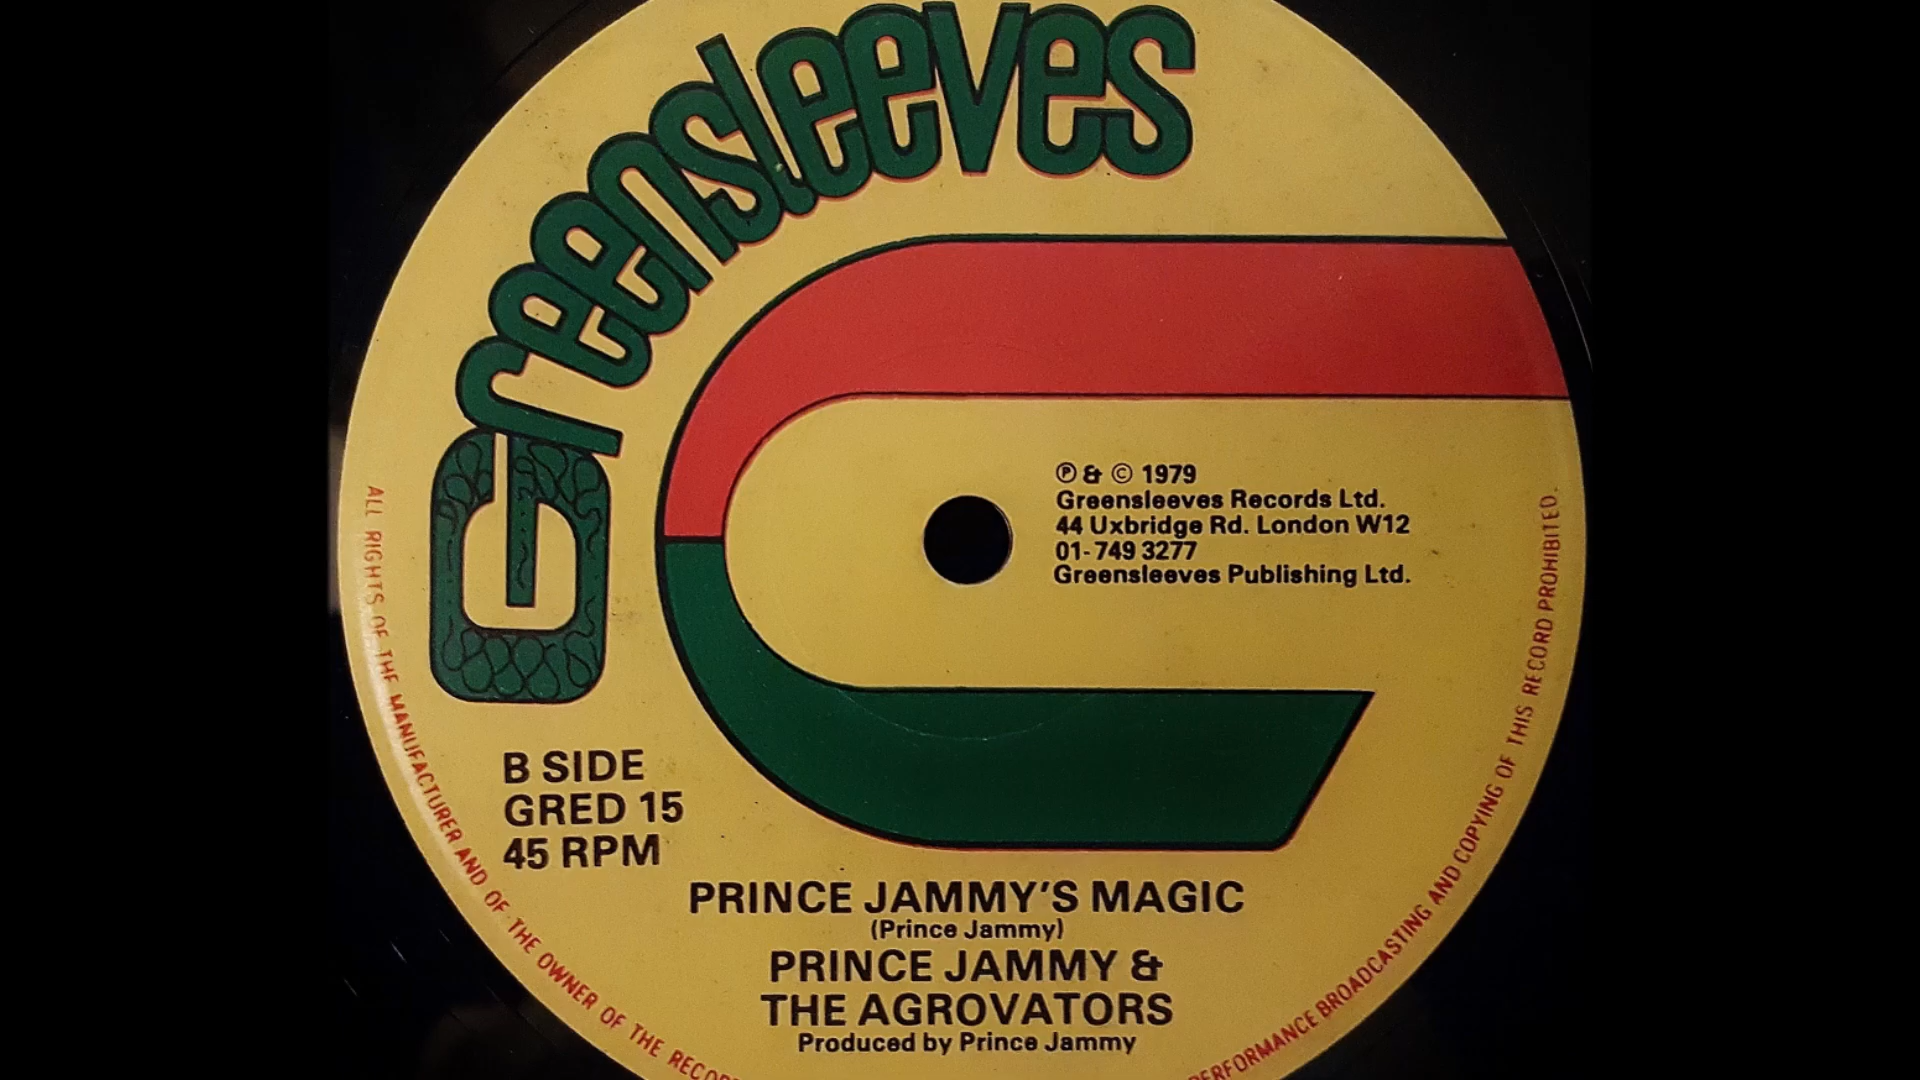 Greensleeves
℗ & © 1979
Greensleeves Records Ltd.
44 Uxbridge Rd. London W12
01-749 3277
Greensleeves Publishing Ltd.
B SIDE
GRED 15
45 RPM
PRINCE JAMMY'S MAGIC
(Prince Jammy)
PRINCE JAMMY &
THE AGROVATORS
Produced by Prince Jammy
ALL RIGHTS OF THE MANUFACTURER AND OF THE OWNER OF THE
PERFORMANCE BROADCASTING AND COPYING OF THIS RECORD PROHIBITED.